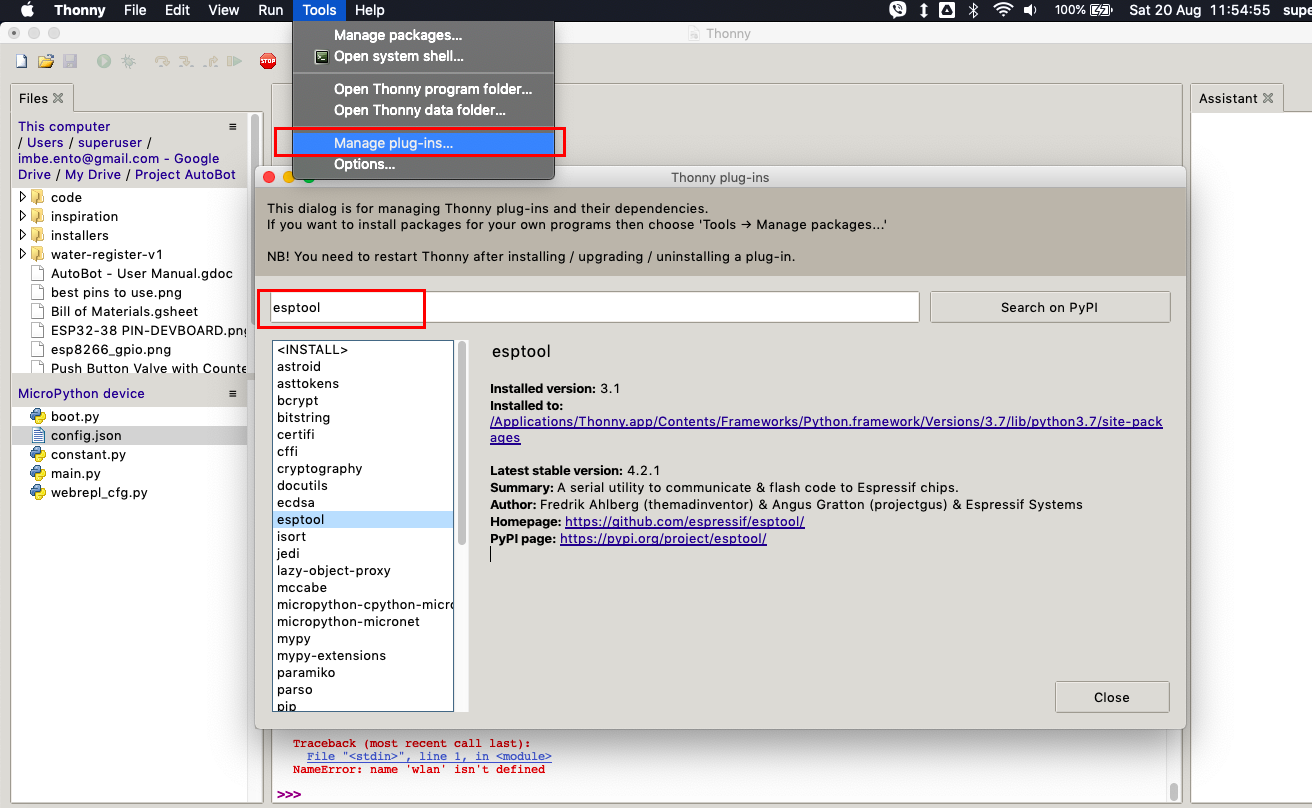 Thonny File Edit View Run Tools Help
100% Sat 20 Aug 11:54:55 supe
Manage packages...
Open system shell...
Open Thonny program folder...
Open Thonny data folder...
Manage plug-ins...
Options...
Thonny
STOP
Files
This computer
/ Users / superuser /
imbe.ento@gmail.com - Google
Drive / My Drive / Project AutoBot
code
inspiration
installers
water-register-v1
AutoBot - User Manual.gdoc
best pins to use.png
Bill of Materials.gsheet
ESP32-38 PIN-DEVBOARD.png
esp8266_gpio.png
Push Button Valve with Counte
MicroPython device
boot.py
config.json
constant.py
main.py
webrepl_cfg.py
Thonny plug-ins
This dialog is for managing Thonny plug-ins and their dependencies.
If you want to install packages for your own programs then choose 'Tools → Manage packages...'
NB! You need to restart Thonny after installing / upgrading / uninstalling a plug-in.
esptool
Search on PyPI
<INSTALL>
astroid
asttokens
bcrypt
bitstring
certifi
cffi
cryptography
docutils
ecdsa
esptool
isort
jedi
lazy-object-proxy
mccabe
micropython-cpython-micro
micropython-micronet
mypy
mypy-extensions
paramiko
parso
pip
esptool
Installed version: 3.1
Installed to:
/Applications/Thonny.app/Contents/Frameworks/Python.framework/Versions/3.7/lib/python3.7/site-pack
ages
Latest stable version: 4.2.1
Summary: A serial utility to communicate & flash code to Espressif chips.
Author: Fredrik Ahlberg (themadinventor) & Angus Gratton (projectgus) & Espressif Systems
Homepage: https://github.com/espressif/esptool/
PyPI page: https://pypi.org/project/esptool/
Close
Traceback (most recent call last):
File "<stdin>", line 1, in <module>
NameError: name 'wlan' isn't defined
>>>
Assistant